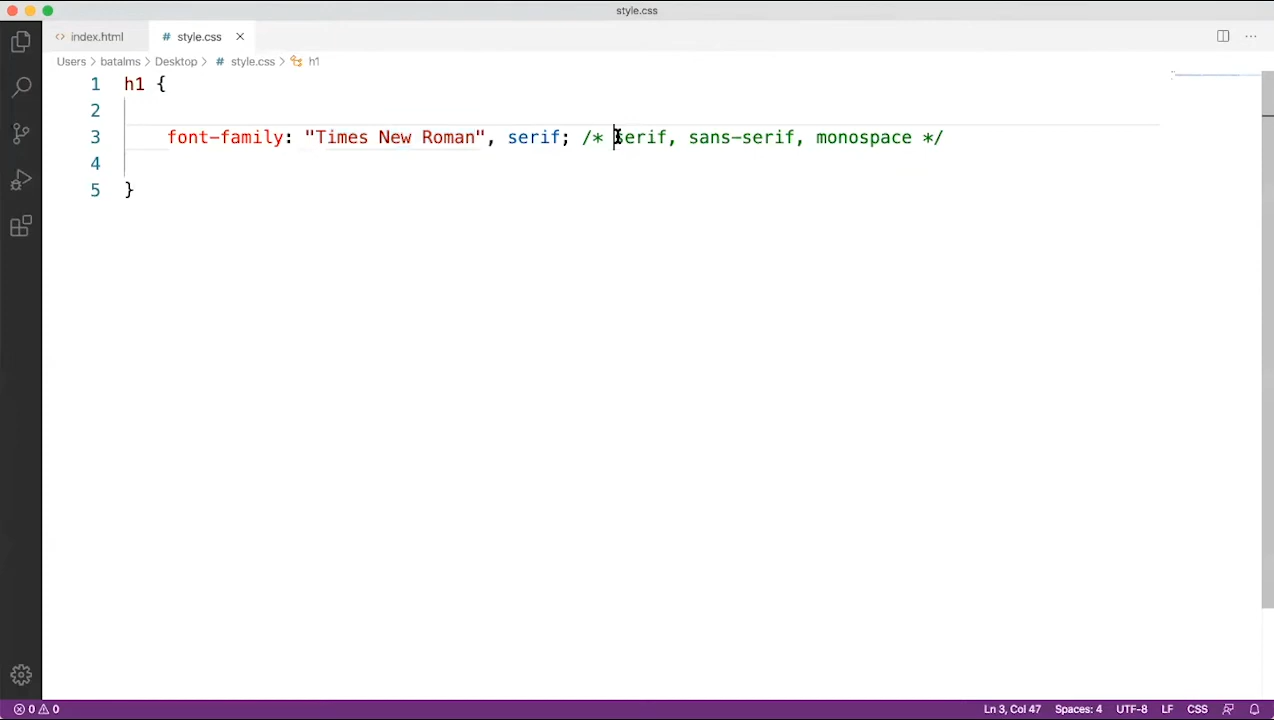 style.css
index.html
# style.css
Users > batalms > Desktop > # style.css > h1
1 h1 {
2
3 font-family: "Times New Roman", serif; /* serif, sans-serif, monospace */
4
5 }
0 0 Ln 3, Col 47 Spaces: 4 UTF-8 LF CSS